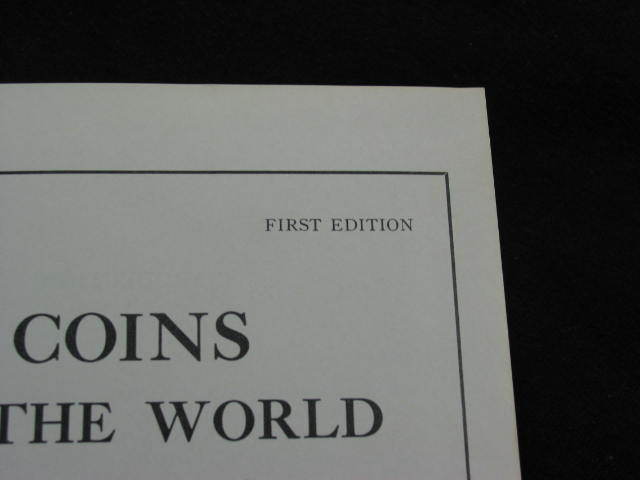 FIRST EDITION
COINS
THE WORLD